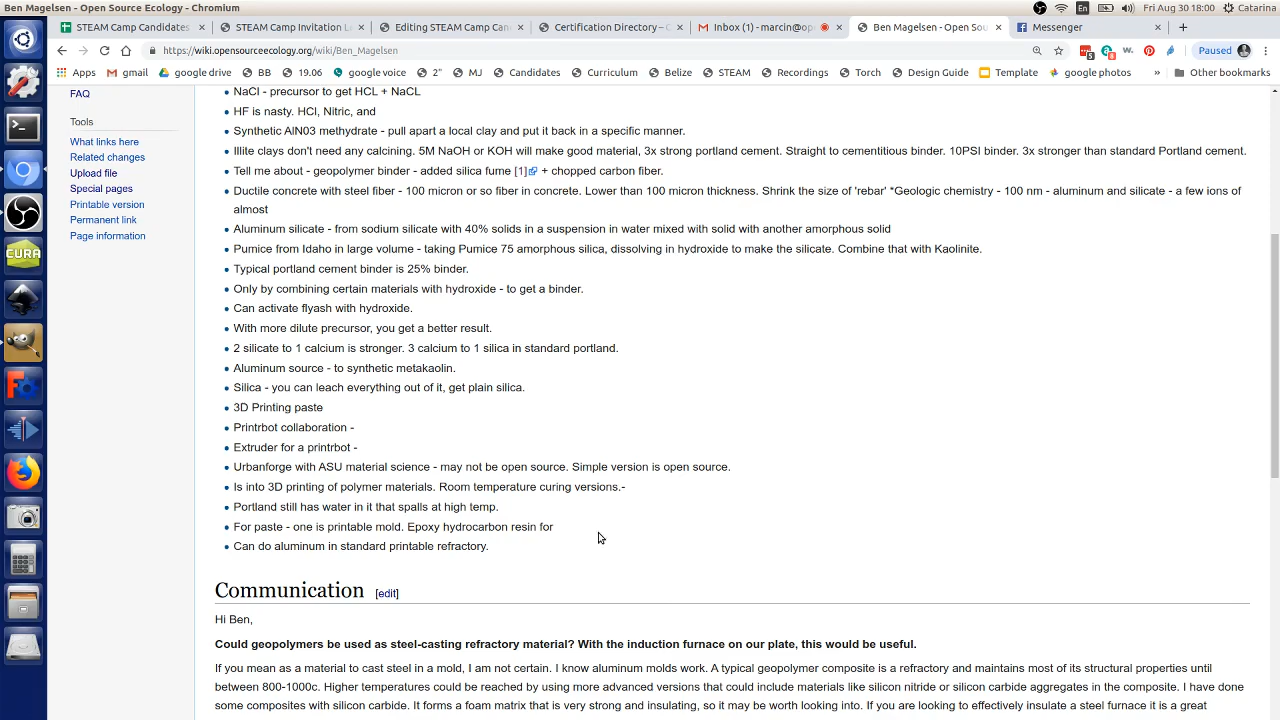 Ben Magelsen - Open Source Ecology - Chromium
En
Fri Aug 30 18:00
Catarina
STEAM Camp Candidates
STEAM Camp Invitation Le
Editing STEAM Camp Can
Certification Directory – O
Inbox (1) - marcin@op
Ben Magelsen - Open Sou
Messenger
https://wiki.opensourceecology.org/wiki/Ben_Magelsen
Paused
Apps
gmail
google drive
BB
19.06
google voice
2"
MJ
Candidates
Curriculum
Belize
STEAM
Recordings
Torch
Design Guide
Template
google photos
»
Other bookmarks
FAQ
Tools
What links here
Related changes
Upload file
Special pages
Printable version
Permanent link
Page information
NaCl - precursor to get HCL + NaCL
HF is nasty. HCl, Nitric, and
Synthetic AlN03 methydrate - pull apart a local clay and put it back in a specific manner.
Illite clays don't need any calcining. 5M NaOH or KOH will make good material, 3x strong portland cement. Straight to cementitious binder. 10PSI binder. 3x stronger than standard Portland cement.
Tell me about - geopolymer binder - added silica fume [1] + chopped carbon fiber.
Ductile concrete with steel fiber - 100 micron or so fiber in concrete. Lower than 100 micron thickness. Shrink the size of 'rebar' *Geologic chemistry - 100 nm - aluminum and silicate - a few ions of
almost
Aluminum silicate - from sodium silicate with 40% solids in a suspension in water mixed with solid with another amorphous solid
Pumice from Idaho in large volume - take pumice 75 amorphous silica, dissolving in hydroxide to make the silicate. Combine that with Kaolinite.
Typical portland cement binder is 25% binder.
Only by combining certain materials with hydroxide - to get a binder.
Can activate flyash with hydroxide.
With more dilute precursor, you get a better result.
2 silicate to 1 calcium is stronger. 3 calcium to 1 silica in standard portland.
Aluminum source - to synthetic metakaolin.
Silica - you can leach everything out of it, get plain silica.
3D Printing paste
Printrbot collaboration -
Extruder for a printrbot -
Urbanforge with ASU material science - may not be open source. Simple version is open source.
Is into 3D printing of polymer materials. Room temperature curing versions.-
Portland still has water in it that spalls at high temp.
For paste - one is printable mold. Epoxy hydrocarbon resin for
Can do aluminum in standard printable refractory.
Communication [edit]
Hi Ben,
Could geopolymers be used as steel-casting refractory material? With the induction furnace on our plate, this would be useful.
If you mean as a material to cast steel in a mold, I am not certain. I know aluminum molds work. A typical geopolymer composite is a refractory and maintains most of its structural properties until
between 800-1000c. Higher temperatures could be reached by using more advanced versions that could include materials like silicon nitride or silicon carbide aggregates in the composite. I have done
some composites with silicon carbide. It forms a foam matrix that is very strong and insulating, so it may be worth looking into. If you are looking to effectively insulate a steel furnace it is a great